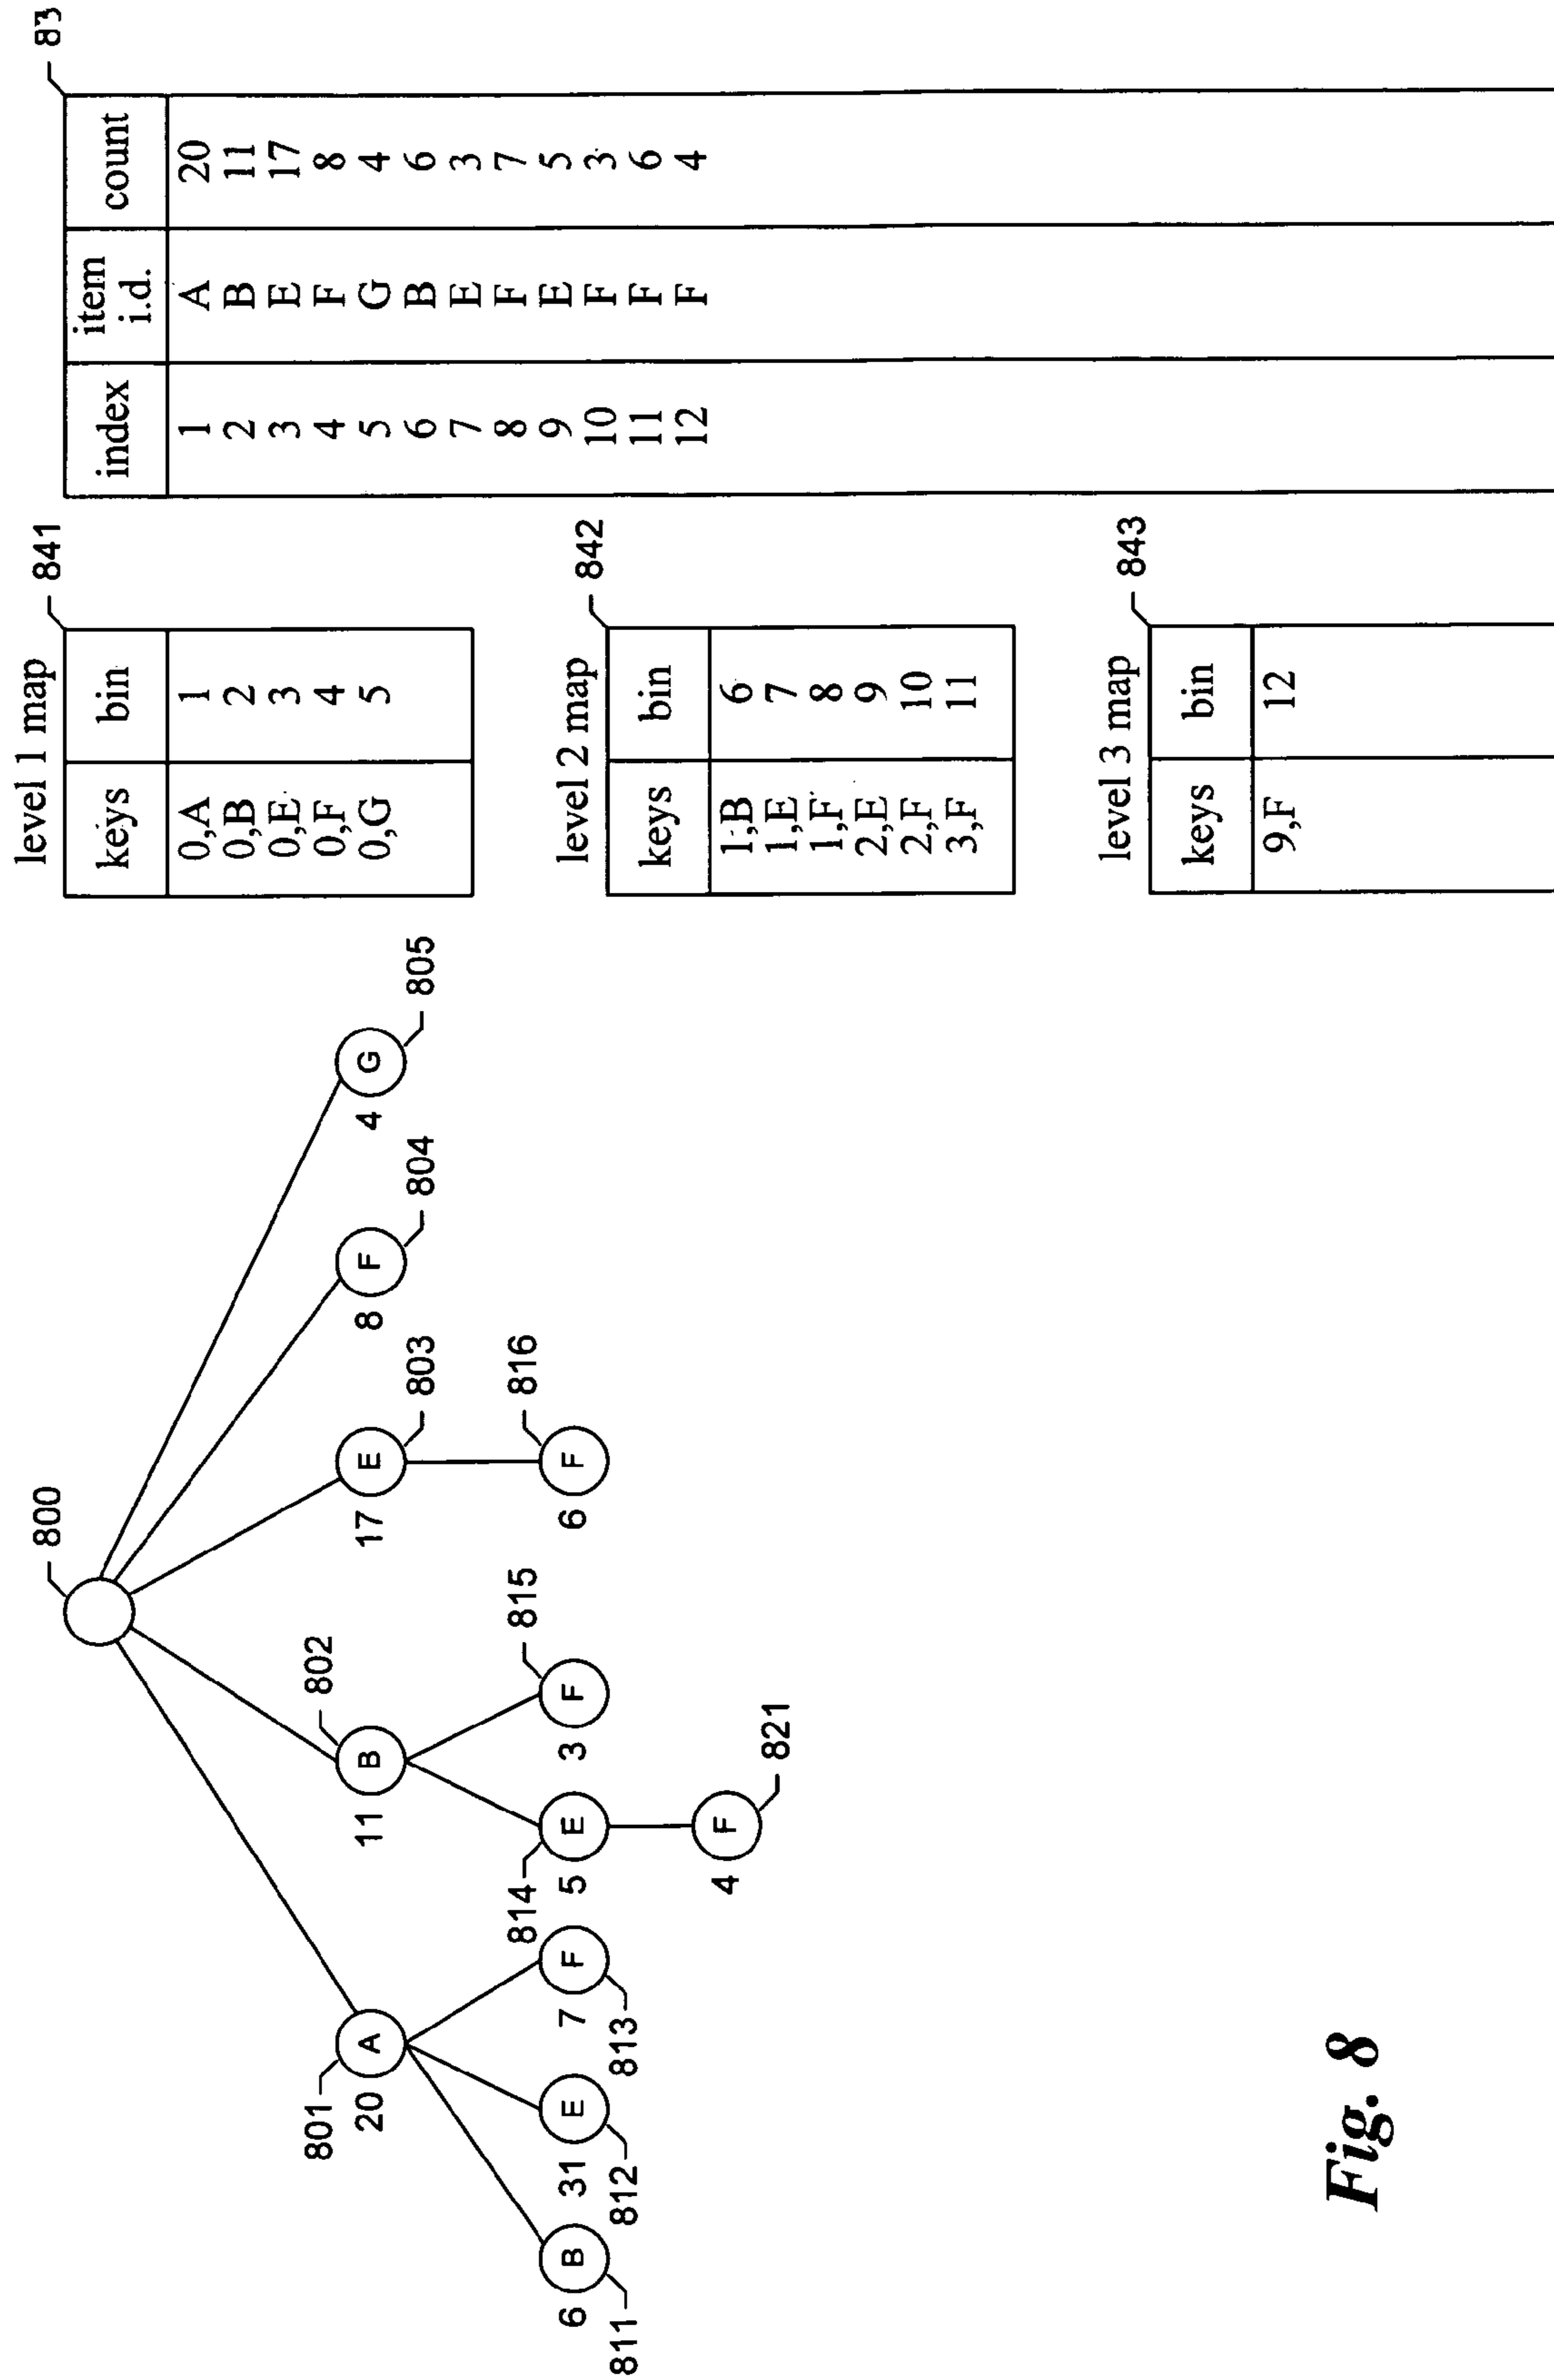 800
801
802
20
A
11
B
17
E
803
8
F
804
4
G
805
6
B
811
31
E
812
7
F
813
814
5
E
3
F
815
6
F
816
4
F
821
level 1 map
841
keys bin
0,A 1
0,B 2
0,E 3
0,F 4
0,G 5
level 2 map
842
keys bin
1,B 6
1,E 7
1,F 8
2,E 9
2,F 10
3,F 11
level 3 map
843
keys bin
9,F 12
83
index item i.d. count
1 A 20
2 B 11
3 E 17
4 F 8
5 G 4
6 B 6
7 E 3
8 F 7
9 E 5
10 F 3
11 F 6
12 F 4
Fig. 8